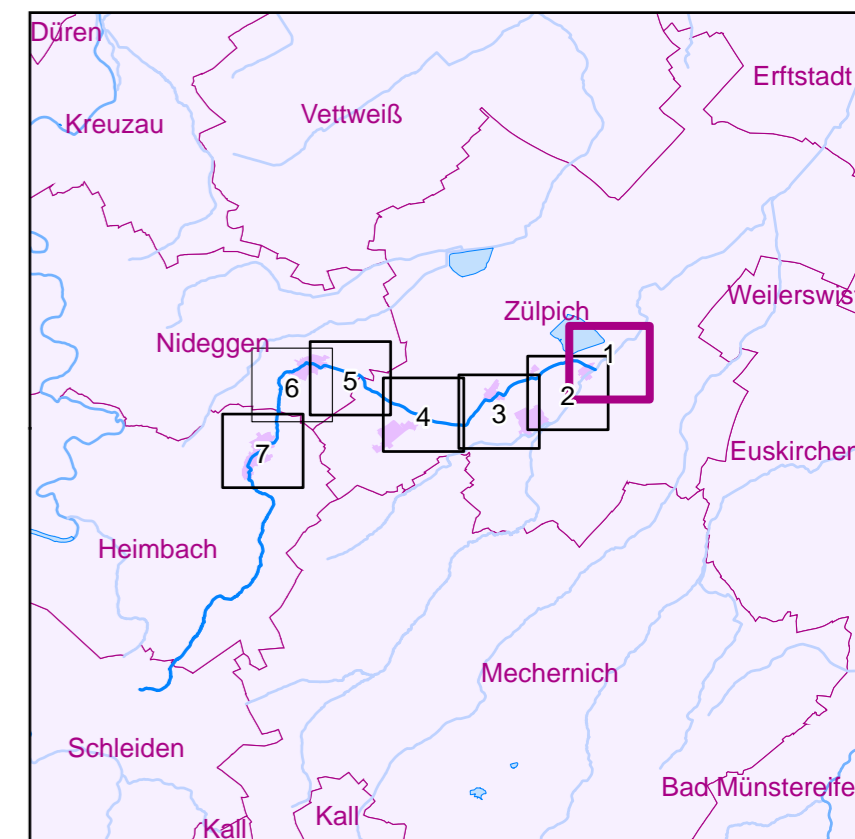 Düren
Erftstadt
Vettweiß
Kreuzau
Weilerswis
Zülpich
Nideggen
1
5
6
2
3
4
7
Euskirchen
Heimbach
Mechernich
Schleiden
Bad Münstereife
Kall
Kall